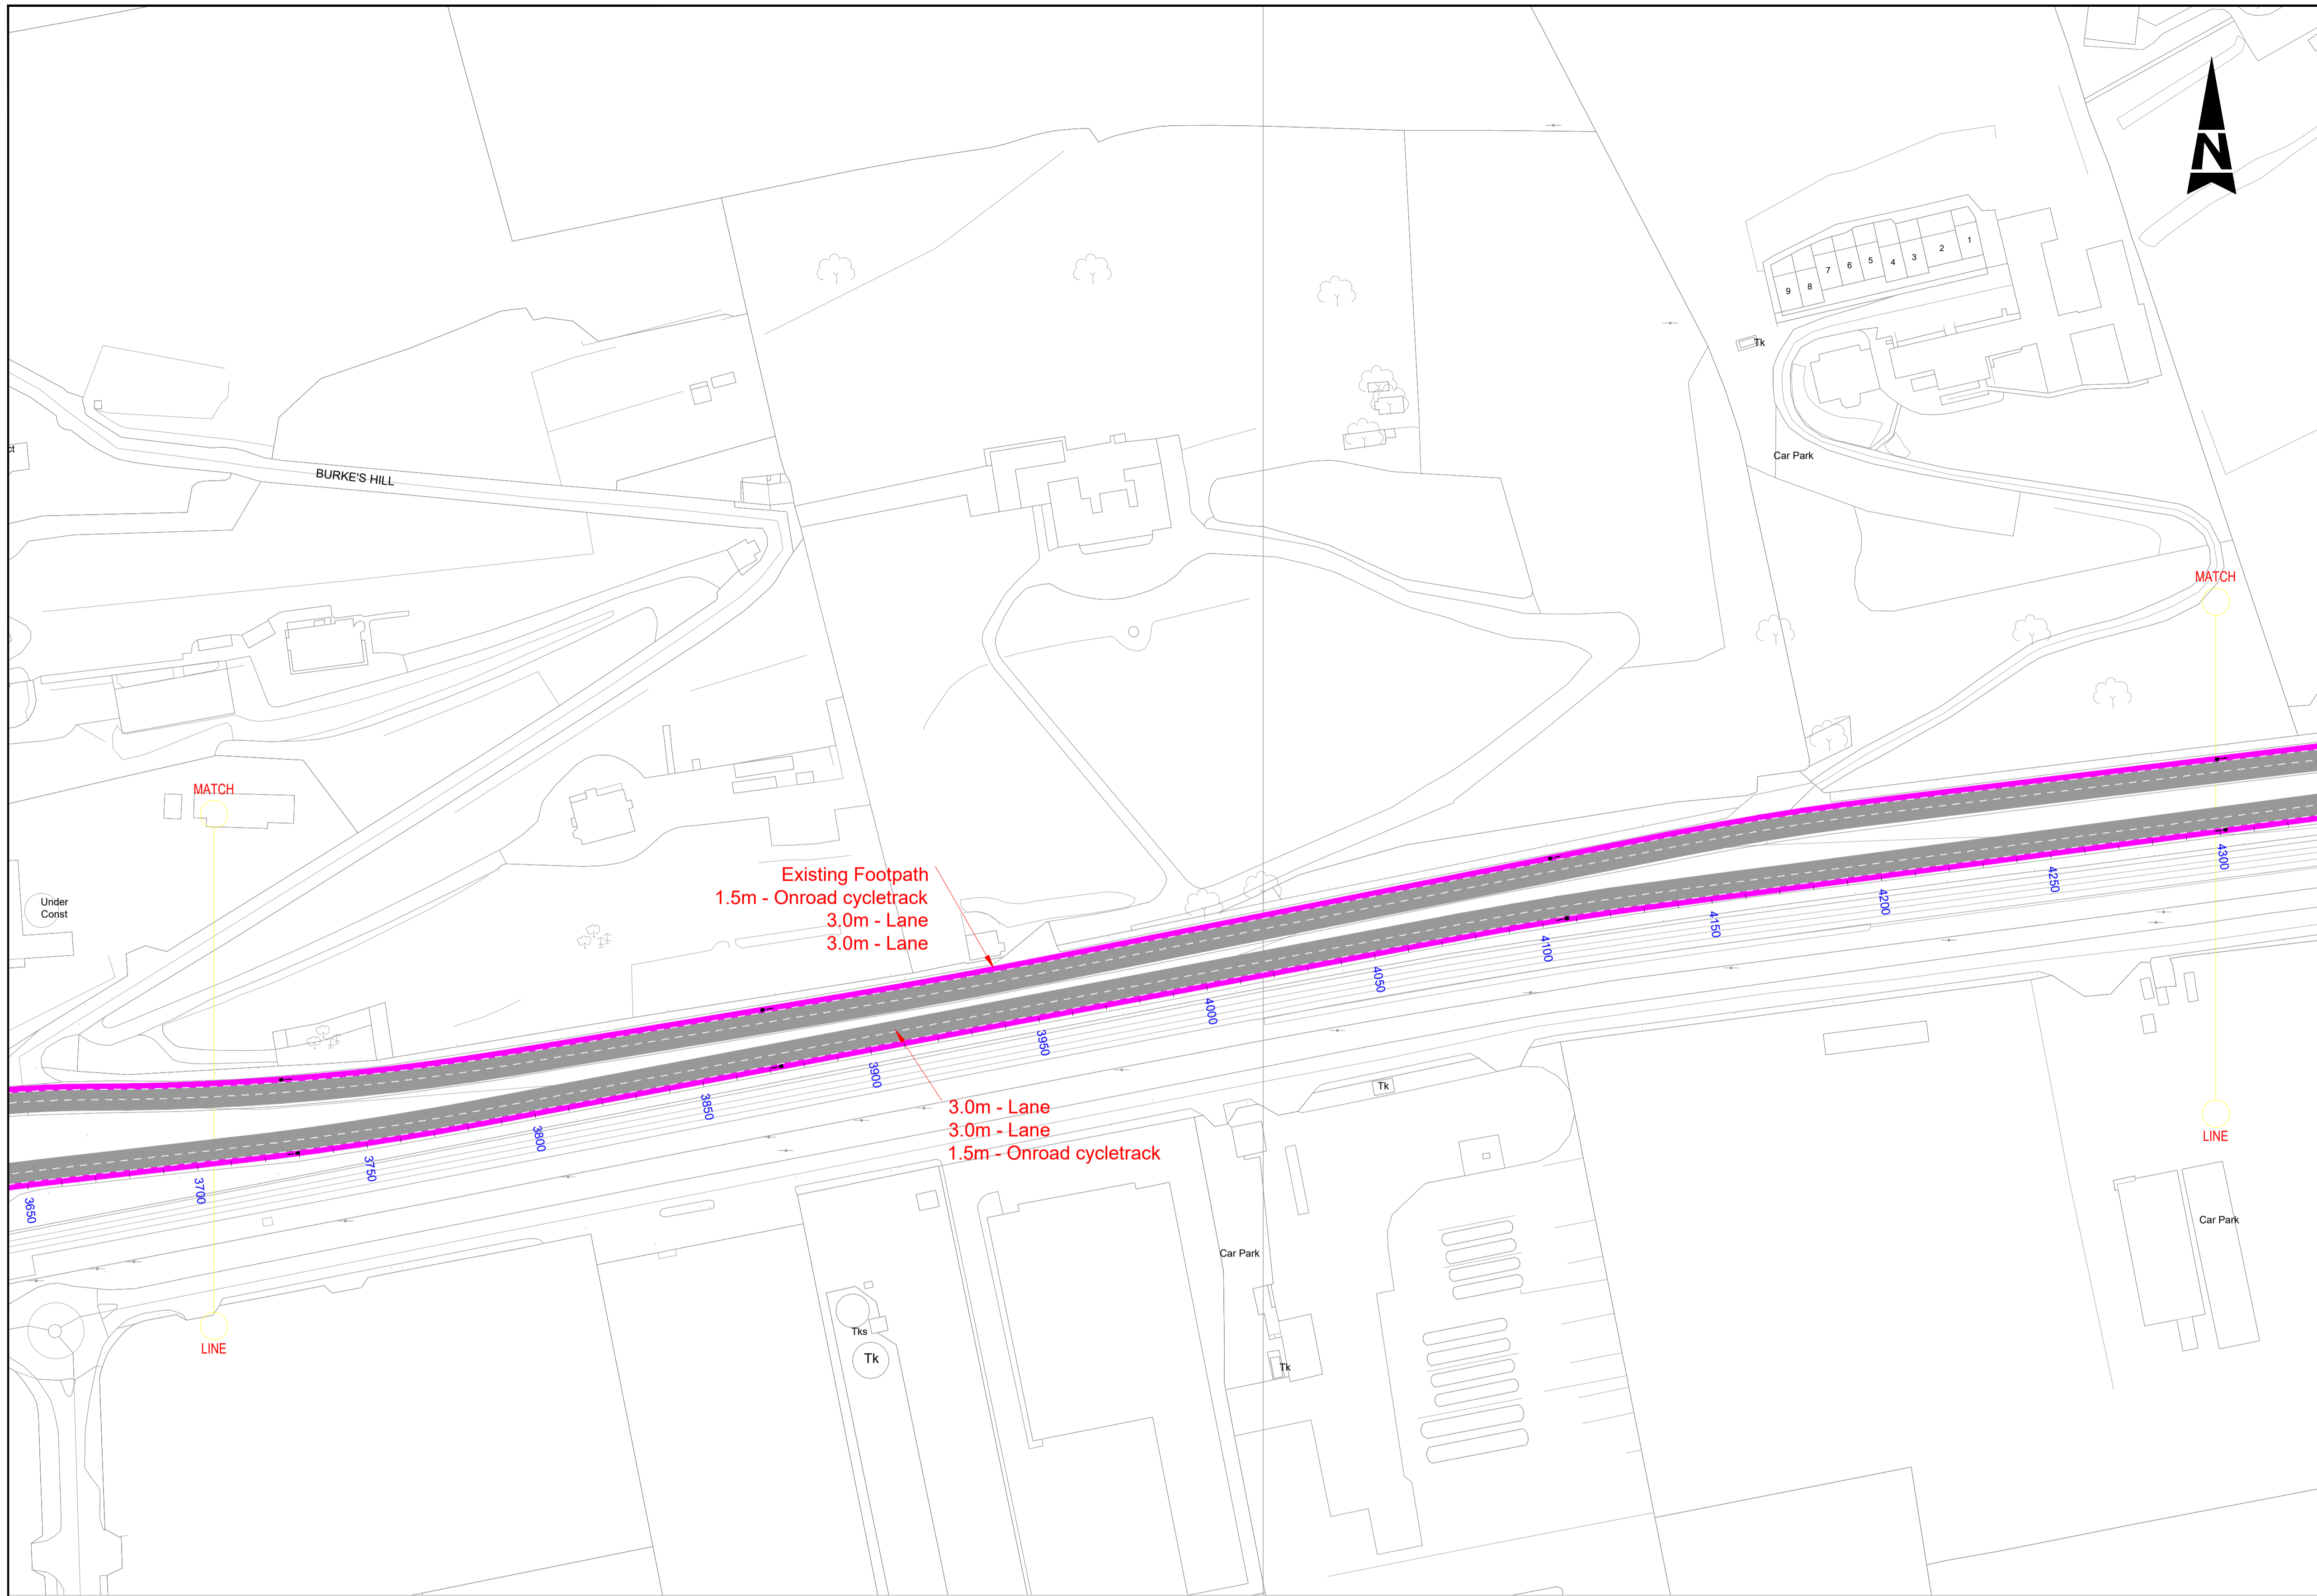 N
1
2
3
4
5
6
7
8
9
Tk
Car Park
ct
BURKE'S HILL
MATCH
MATCH
Under
Const
Existing Footpath
1.5m - Onroad cycletrack
3.0m - Lane
3.0m - Lane
3650
3700
3750
3800
3850
3900
3950
4000
4050
4100
4150
4200
4250
4300
3.0m - Lane
3.0m - Lane
1.5m - Onroad cycletrack
Tk
LINE
Car Park
Car Park
LINE
Tks
Tk
Tk